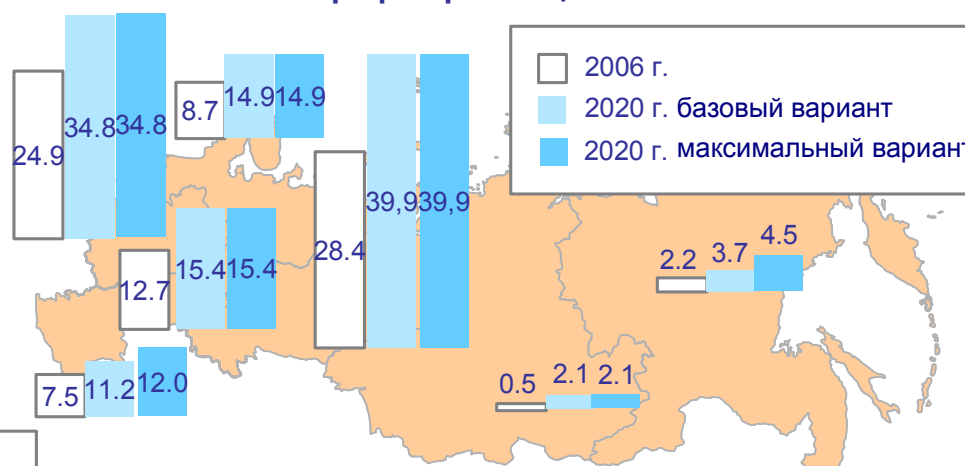 2006 г.
2020 г. базовый вариант
2020 г. максимальный вариант
24.9 34.8 34.8
8.7 14.9 14.9
28.4 39,9 39,9
12.7 15.4 15.4
2.2 3.7 4.5
7.5 11.2 12.0
0.5 2.1 2.1